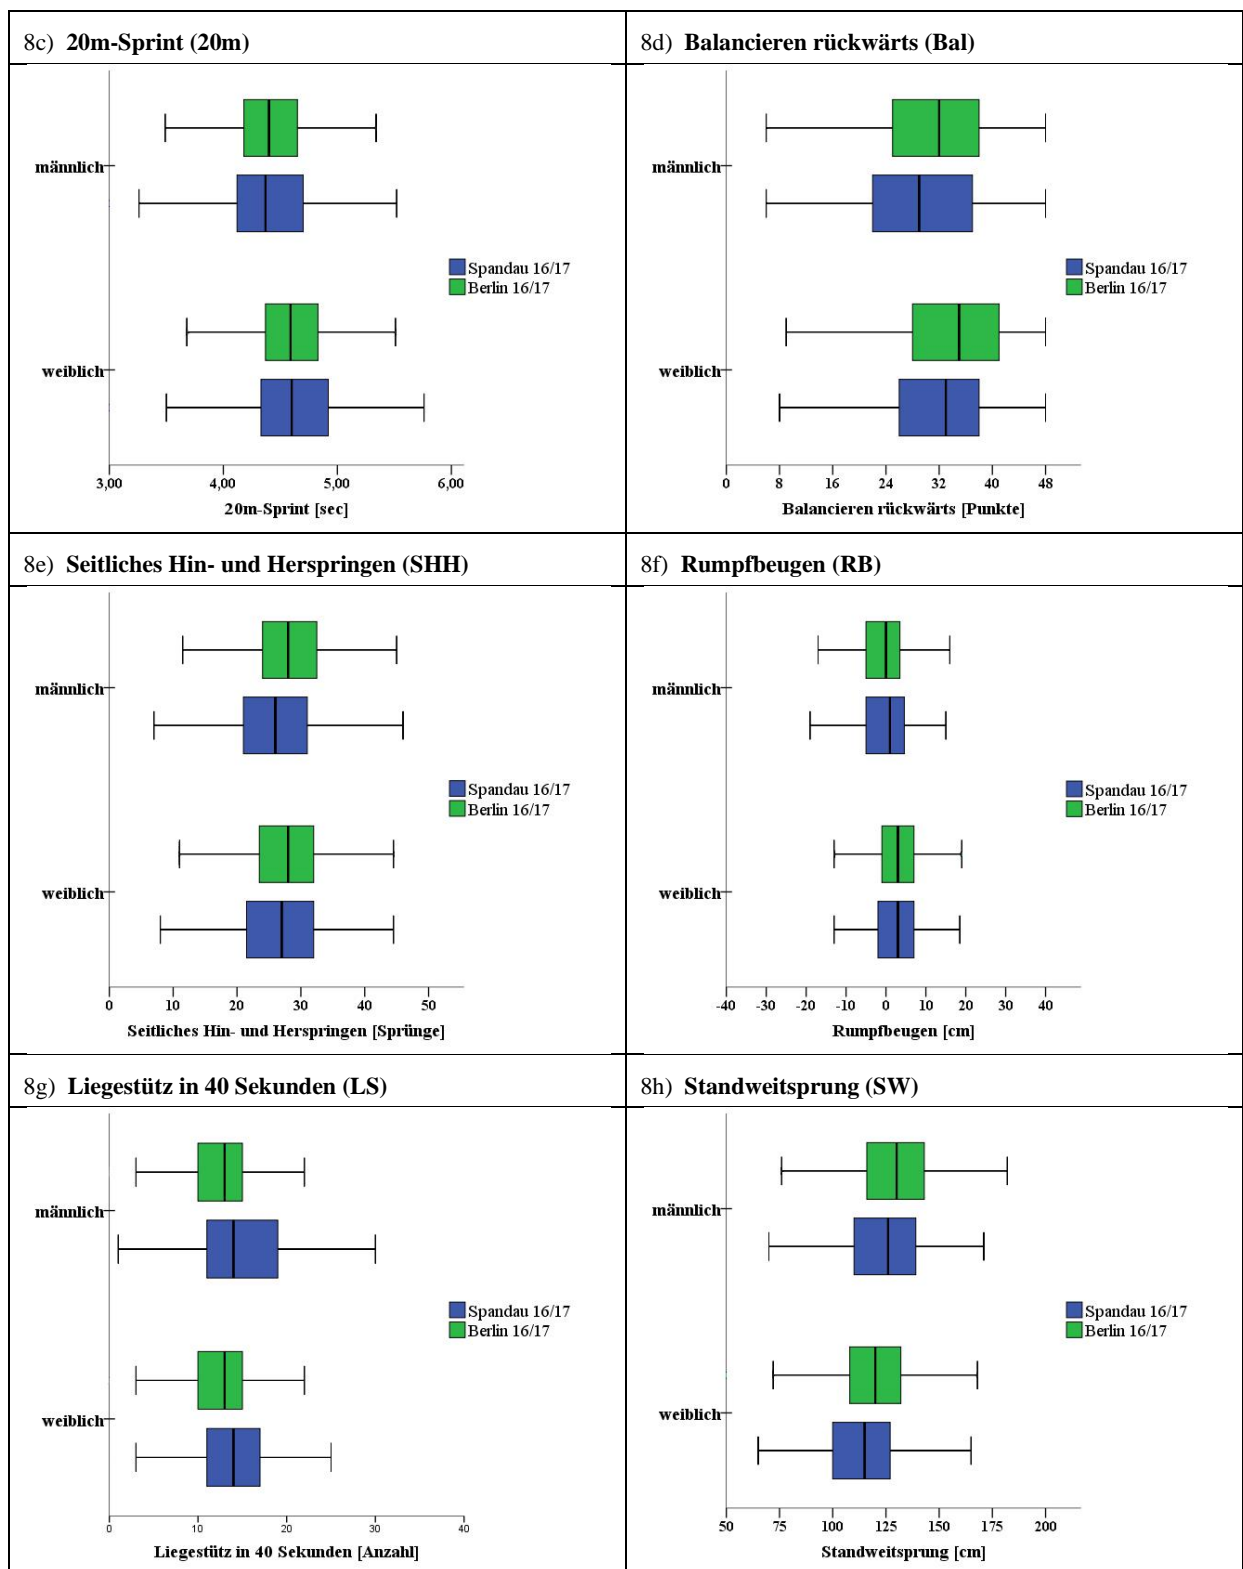 8c) 20m-Sprint (20m)
männlich
weiblich
Spandau 16/17
Berlin 16/17
3,00 4,00 5,00 6,00
20m-Sprint [sec]
8d) Balancieren rückwärts (Bal)
männlich
weiblich
Spandau 16/17
Berlin 16/17
0 8 16 24 32 40 48
Balancieren rückwärts [Punkte]
8e) Seitliches Hin- und Herspringen (SHH)
männlich
weiblich
Spandau 16/17
Berlin 16/17
0 10 20 30 40 50
Seitliches Hin- und Herspringen [Sprünge]
8f) Rumpfbeugen (RB)
männlich
weiblich
Spandau 16/17
Berlin 16/17
-40 -30 -20 -10 0 10 20 30 40
Rumpfbeugen [cm]
8g) Liegestütz in 40 Sekunden (LS)
männlich
weiblich
Spandau 16/17
Berlin 16/17
0 10 20 30 40
Liegestütz in 40 Sekunden [Anzahl]
8h) Standweitsprung (SW)
männlich
weiblich
Spandau 16/17
Berlin 16/17
50 75 100 125 150 175 200
Standweitsprung [cm]